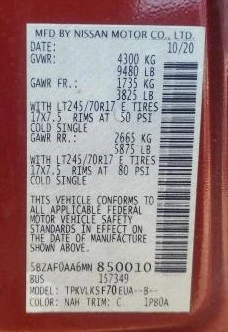 MFD BY NISSAN MOTOR CO., LTD.
DATE: 10/20
GVWR: 4300 KG
9480 LB
GAWR FR.: 1735 KG
3825 LB
WITH LT245/70R17 E TIRES
17x7.5 RIMS AT 50 PSI
COLD SINGLE
GAWR RR.: 2665 KG
5875 LB
WITH LT245/70R17 E TIRES
17x7.5 RIMS AT 80 PSI
COLD SINGLE
THIS VEHICLE CONFORMS TO
ALL APPLICABLE FEDERAL
MOTOR VEHICLE SAFETY
STANDARDS IN EFFECT ON
THE DATE OF MANUFACTURE
SHOWN ABOVE.
5BZAF0AA6MN 850010
BUS 157349
MODEL: TPKVLKSF70EUA--B--
COLOR: NAH TRIM: C 1P80A